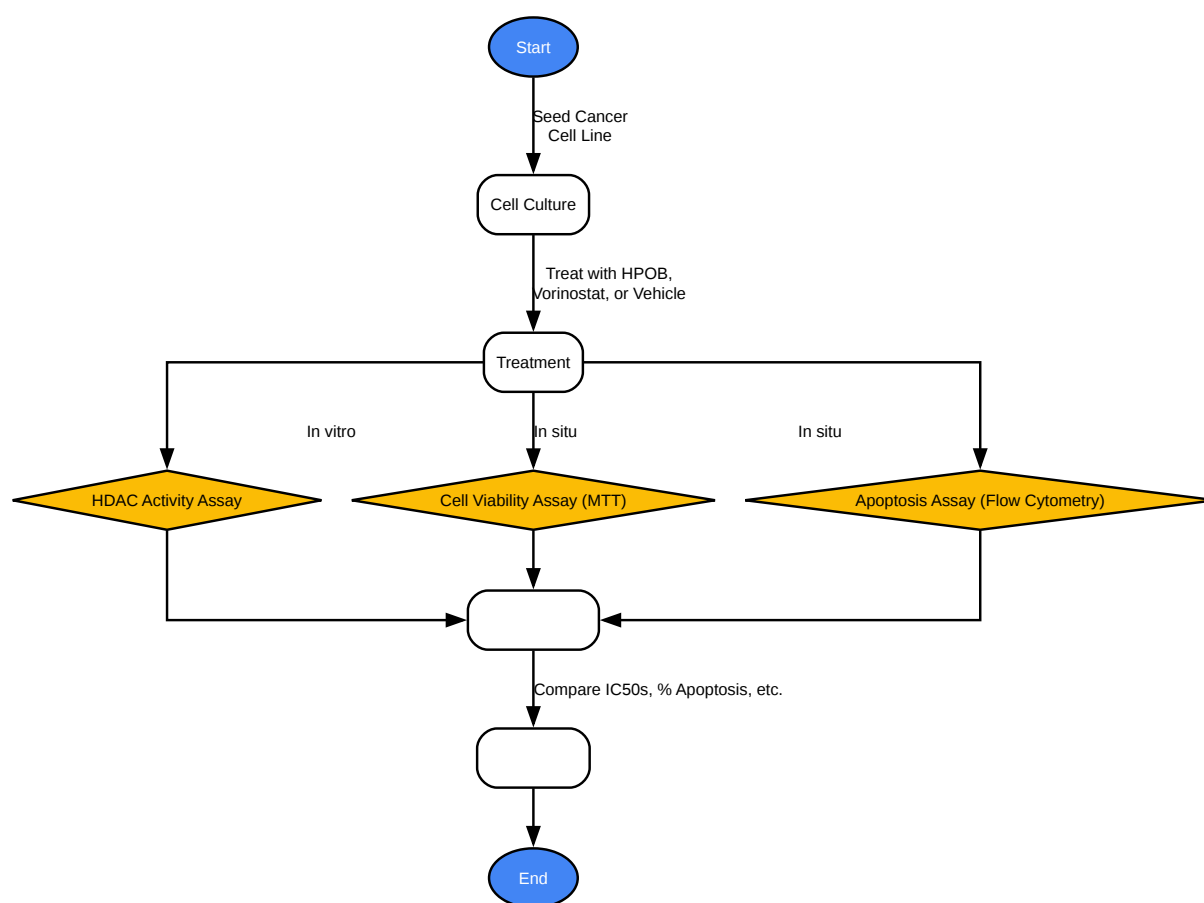 Start
Seed Cancer
Cell Line
Cell Culture
Treat with HPOB,
Vorinostat, or Vehicle
Treatment
In vitro
In situ
In situ
HDAC Activity Assay
Cell Viability Assay (MTT)
Apoptosis Assay (Flow Cytometry)
Compare IC50s, % Apoptosis, etc.
End